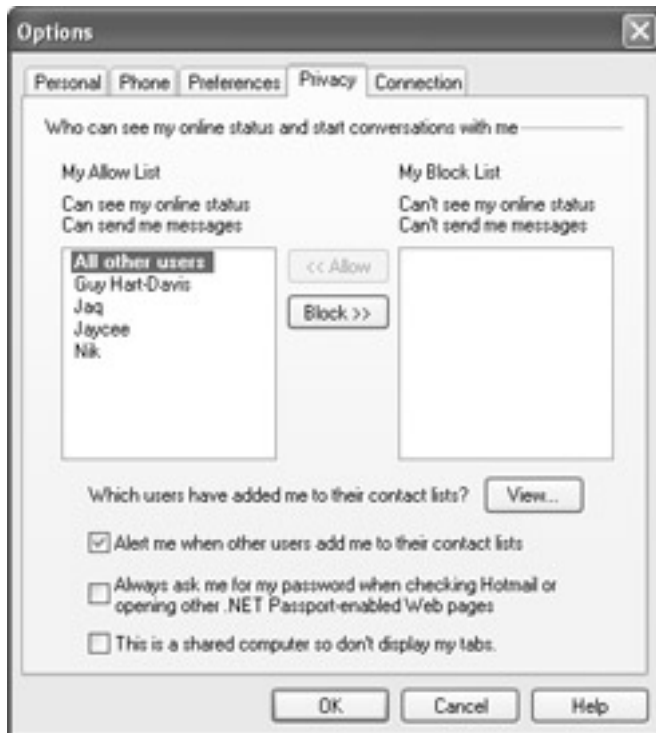 Options
Personal Phone Preferences Privacy Connection
Who can see my online status and start conversations with me
My Allow List
My Block List
Can see my online status
Can send me messages
Can't see my online status
Can't send me messages
All other users
Guy Hart-Davis
Jaq
Jaycee
Nik
<< Allow
Block >>
Which users have added me to their contact lists? View...
Alert me when other users add me to their contact lists
Always ask me for my password when checking Hotmail or
opening other .NET Passport-enabled Web pages
This is a shared computer so don't display my tabs.
OK Cancel Help